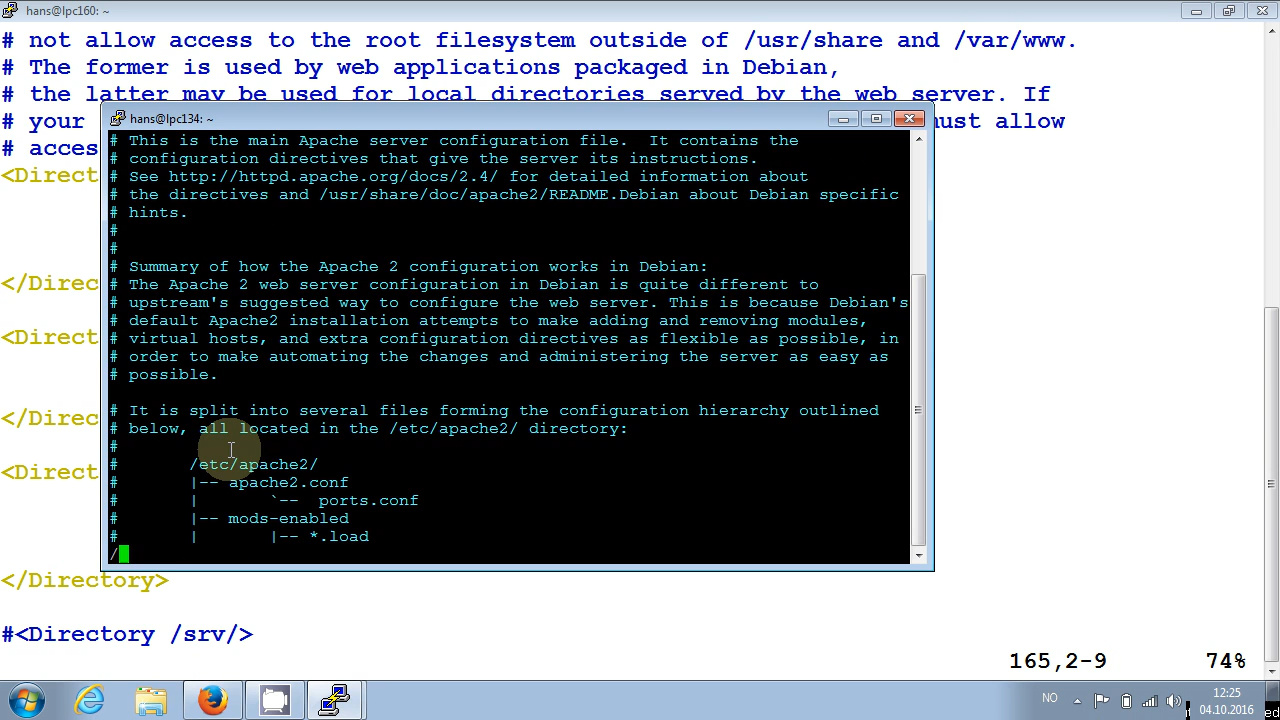 hans@lpc160: ~
# not allow access to the root filesystem outside of /usr/share and /var/www.
# The former is used by web applications packaged in Debian,
# the latter may be used for local directories served by the web server. If
# your
must allow
# acces
<Direct
</Direc
<Direct
</Direc
<Direct
</Directory>
#<Directory /srv/>
165,2-9 74%
hans@lpc134: ~
# This is the main Apache server configuration file.  It contains the
# configuration directives that give the server its instructions.
# See http://httpd.apache.org/docs/2.4/ for detailed information about
# the directives and /usr/share/doc/apache2/README.Debian about Debian specific
# hints.
#
#
# Summary of how the Apache 2 configuration works in Debian:
# The Apache 2 web server configuration in Debian is quite different to
# upstream's suggested way to configure the web server. This is because Debian's
# default Apache2 installation attempts to make adding and removing modules,
# virtual hosts, and extra configuration directives as flexible as possible, in
# order to make automating the changes and administering the server as easy as
# possible.
# It is split into several files forming the configuration hierarchy outlined
# below, all located in the /etc/apache2/ directory:
#
#       /etc/apache2/
#       |-- apache2.conf
#       |       `--  ports.conf
#       |-- mods-enabled
#       |       |-- *.load
/
NO
12:25
04.10.2016
ed